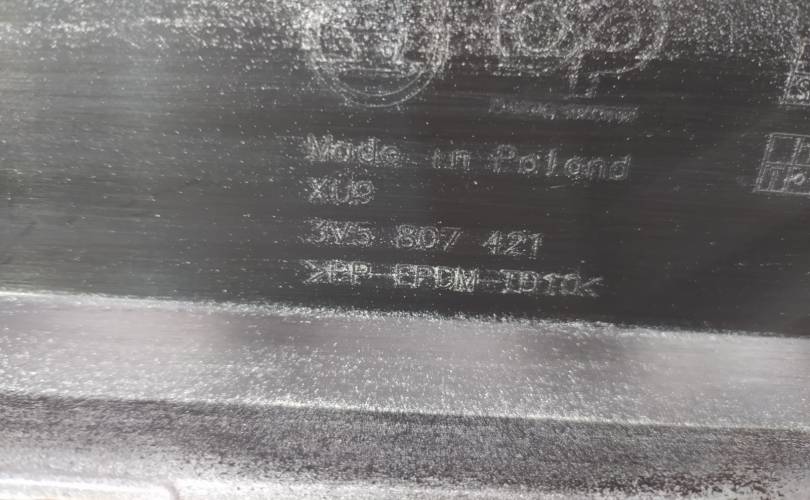 Made in Poland
XU9
3V5 807 421
>PP EPDM TD10<